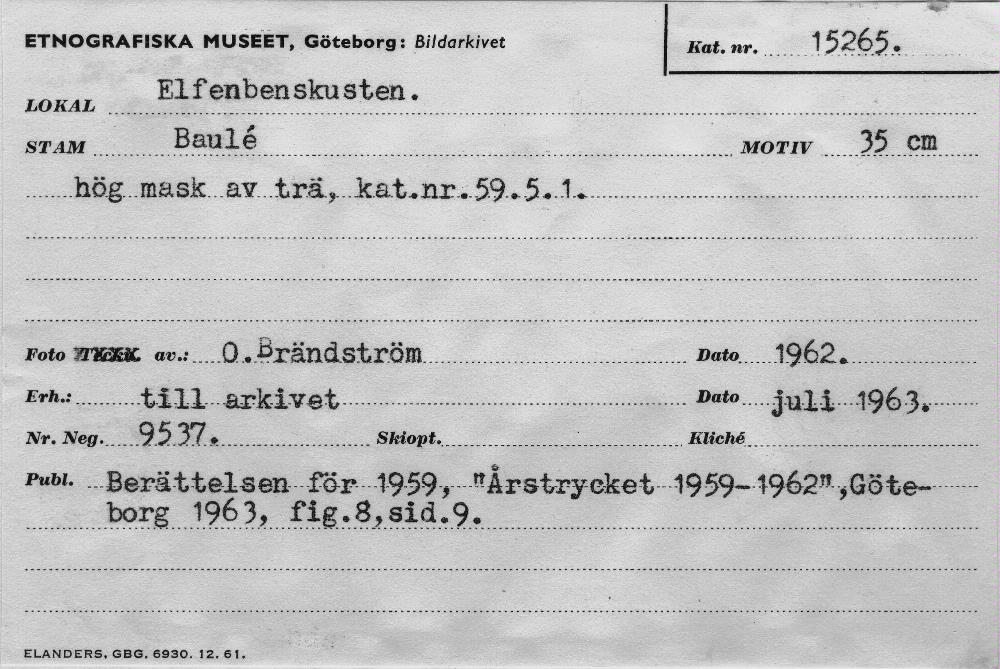 ETNOGRAFISKA MUSEET, Göteborg: Bildarkivet
Kat. nr. 15265.
LOKAL Elfenbenskusten.
STAM Baulé MOTIV 35 cm
hög mask av trä, kat.nr.59.5.1.
Foto av.: O.Brändström Dato 1962.
Erh.: till arkivet Dato juli 1963.
Nr. Neg. 9537. Skiopt. Kliché
Publ. Berättelsen för 1959, "Årstrycket 1959-1962",Göte-
borg 1963, fig.8,sid.9.
ELANDERS, GBG. 6930. 12. 61.